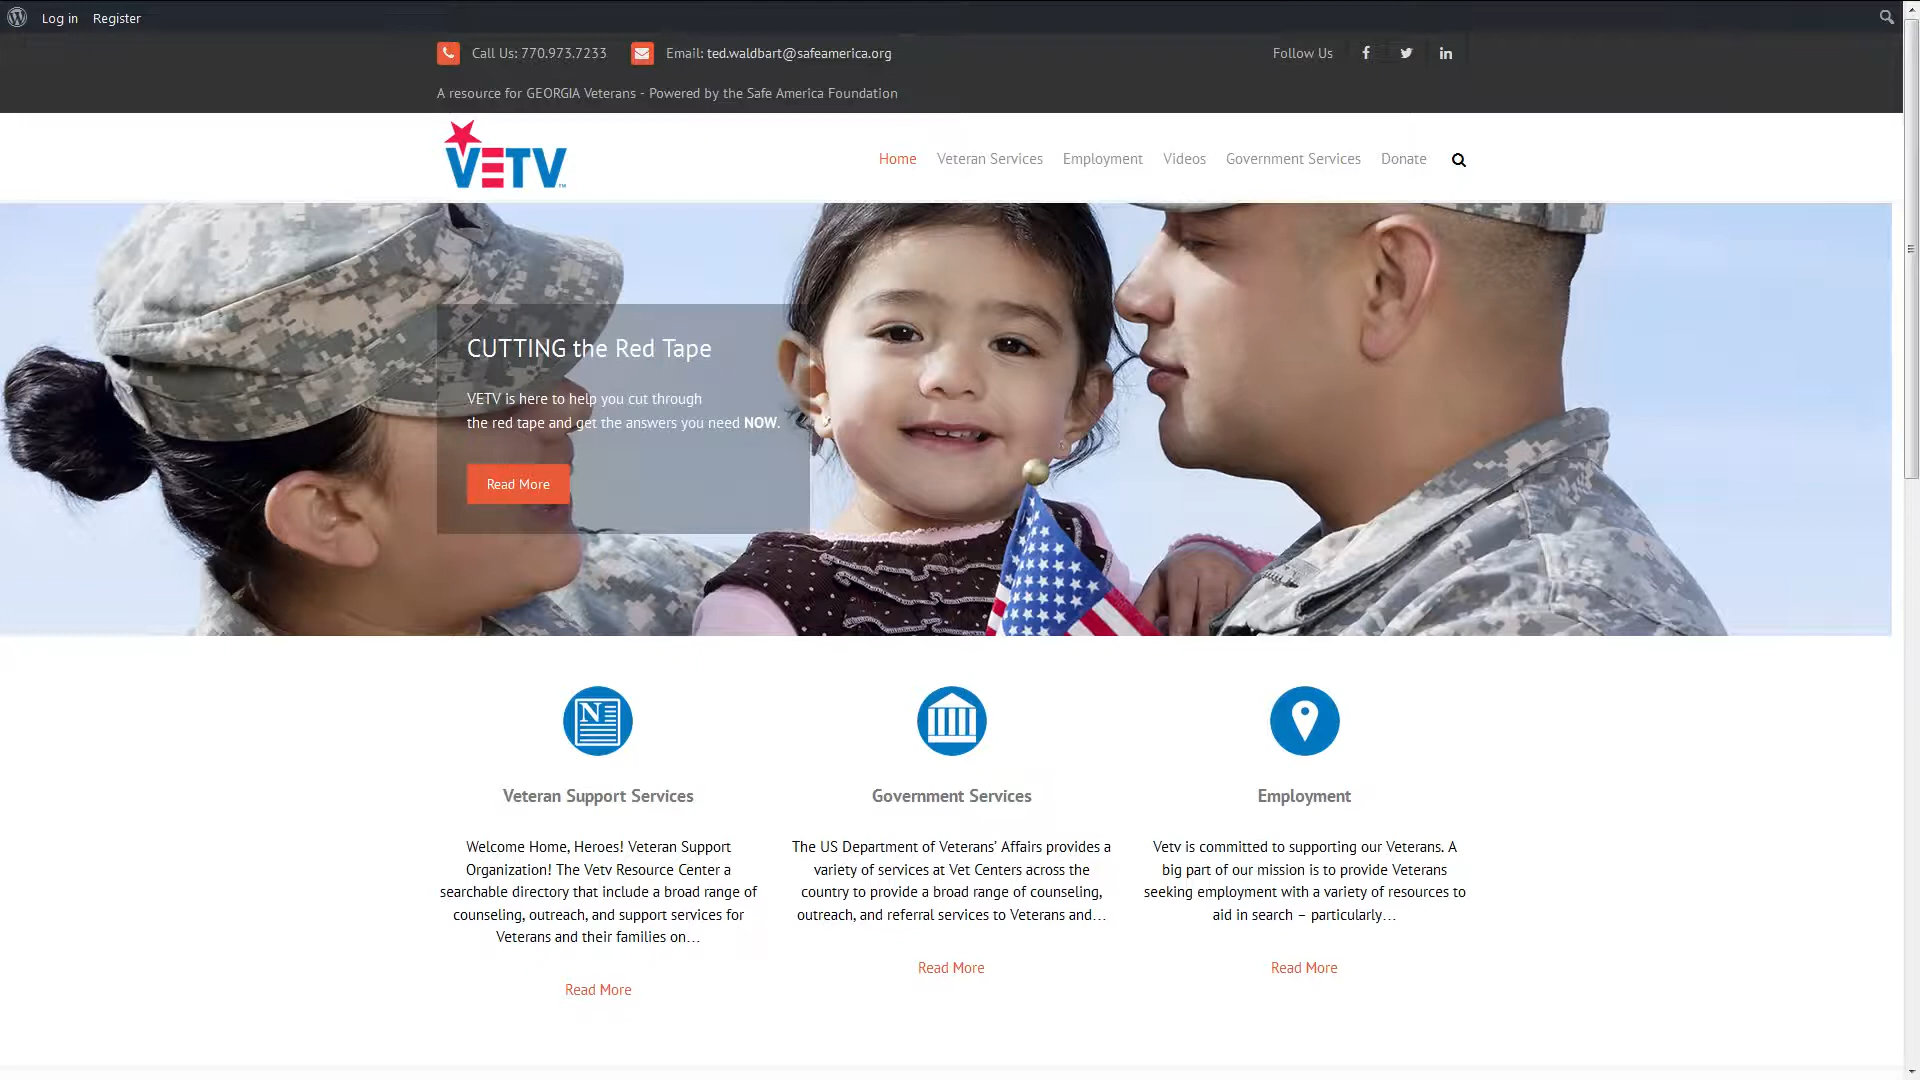 Log in Register
Call Us: 770.973.7233 Email: ted.waldbart@safeamerica.org Follow Us
A resource for GEORGIA Veterans - Powered by the Safe America Foundation
VETV
Home Veteran Services Employment Videos Government Services Donate
CUTTING the Red Tape
VETV is here to help you cut through
the red tape and get the answers you need NOW.
Read More
N
Veteran Support Services
Welcome Home, Heroes! Veteran Support
Organization! The Vetv Resource Center a
searchable directory that include a broad range of
counseling, outreach, and support services for
Veterans and their families on…
Read More
Government Services
The US Department of Veterans’ Affairs provides a
variety of services at Vet Centers across the
country to provide a broad range of counseling,
outreach, and referral services to Veterans and…
Read More
Employment
Vetv is committed to supporting our Veterans. A
big part of our mission is to provide Veterans
seeking employment with a variety of resources to
aid in search – particularly…
Read More